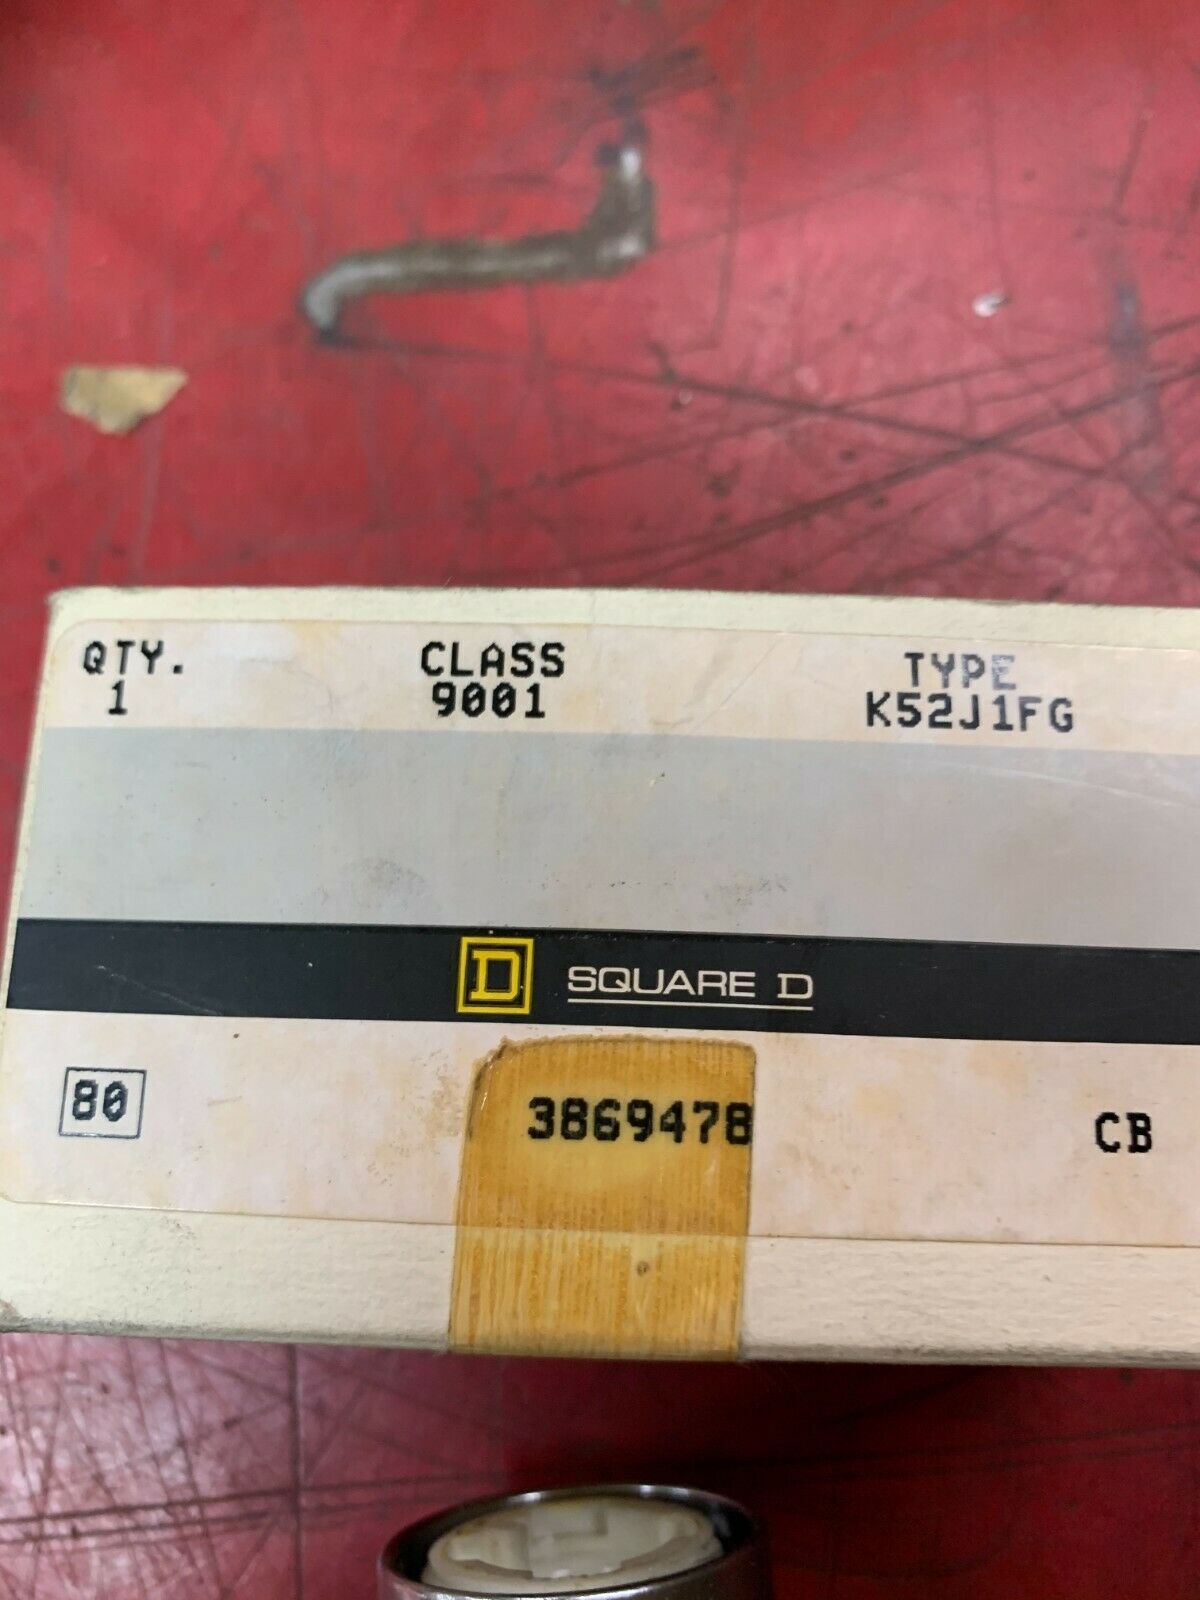 QTY. CLASS TYPE
1 9001 K52J1FG
D SQUARE D
80 3869478 CB